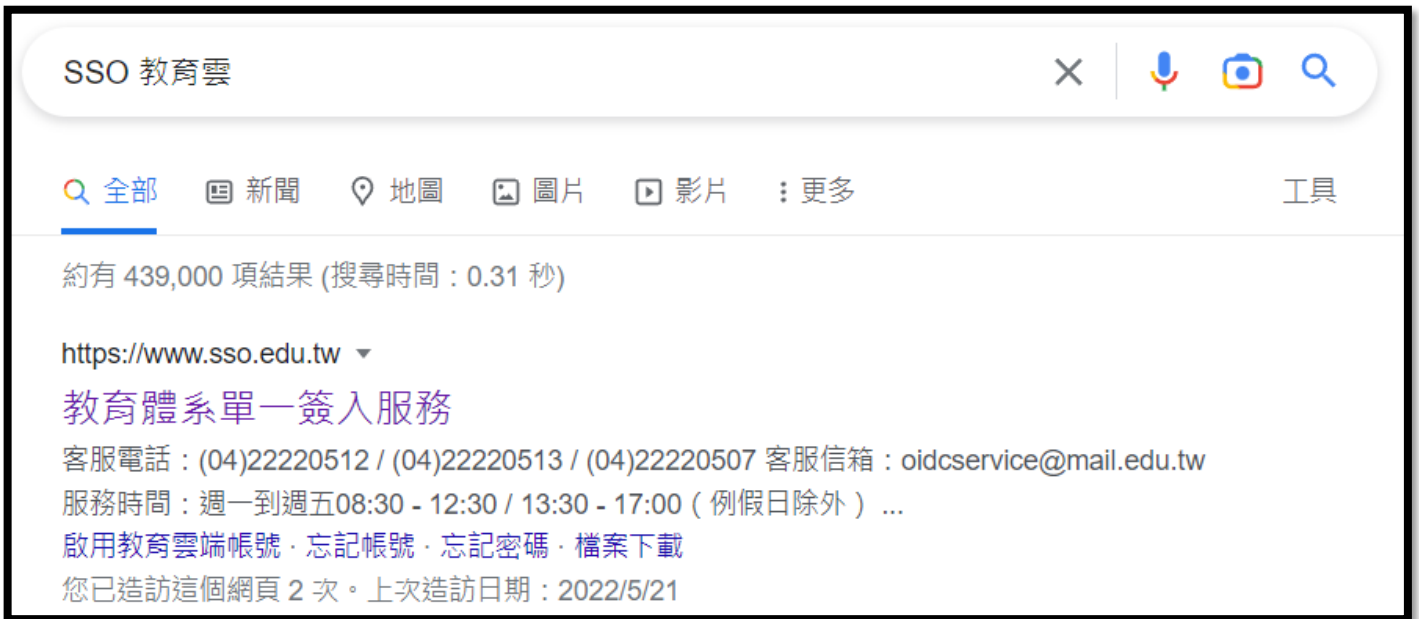 SSO 教育雲
全部 新聞 地圖 圖片 影片 更多 工具
約有 439,000 項結果 (搜尋時間：0.31 秒)
https://www.sso.edu.tw
教育體系單一簽入服務
客服電話：(04)22220512 / (04)22220513 / (04)22220507 客服信箱：oidcservice@mail.edu.tw
服務時間：週一到週五08:30 - 12:30 / 13:30 - 17:00（例假日除外） ...
啟用教育雲端帳號 · 忘記帳號 · 忘記密碼 · 檔案下載
您已造訪這個網頁 2 次。上次造訪日期：2022/5/21